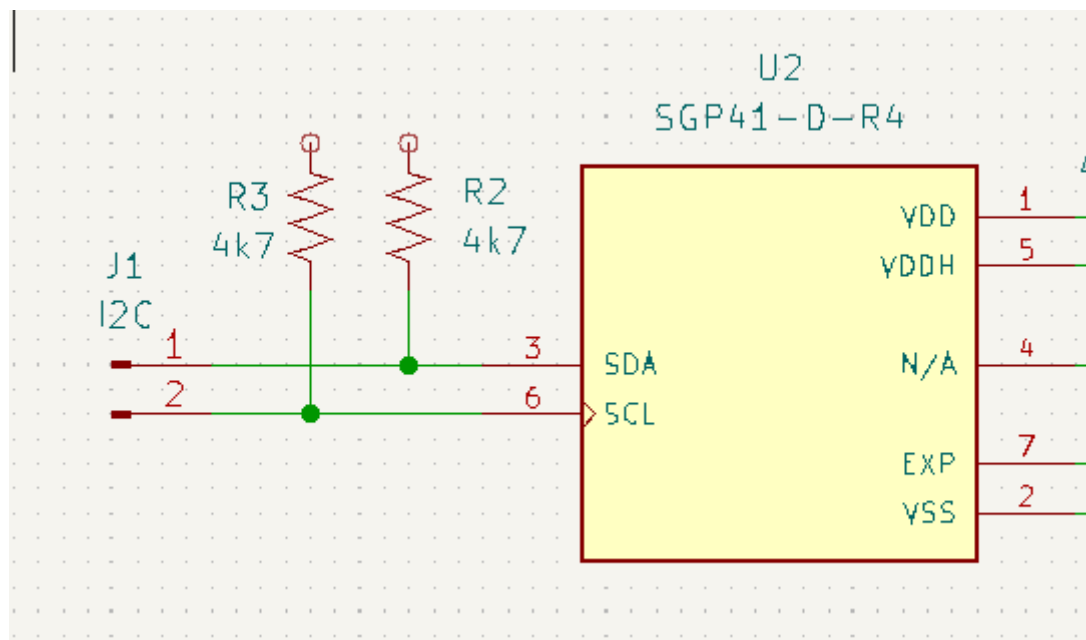 U2
SGP41-D-R4
R3
4k7
R2
4k7
J1
I2C
1
2
3
6
SDA
SCL
VDD
1
VDDH
5
N/A
4
EXP
7
VSS
2